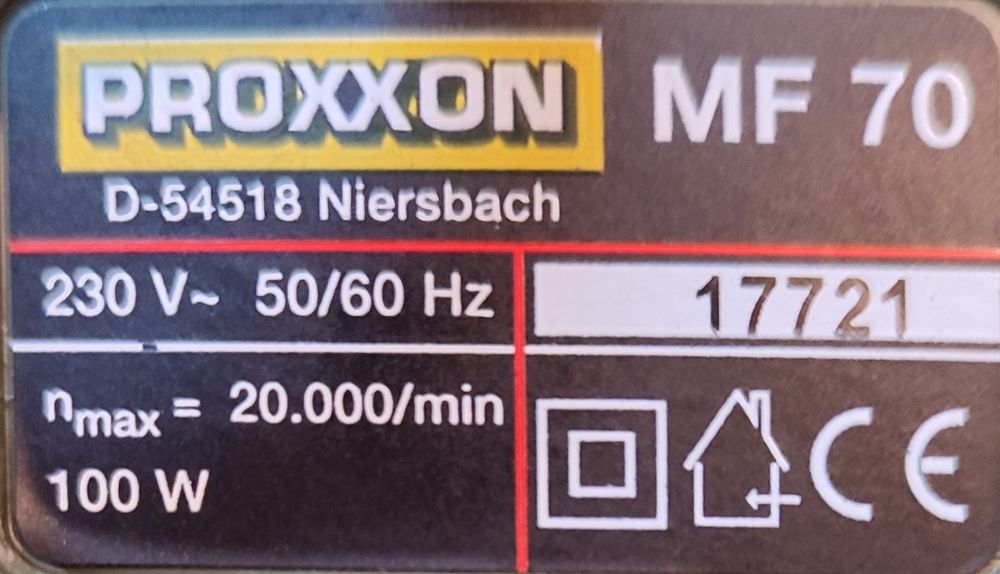 PROXXON MF 70
D-54518 Niersbach
230 V~ 50/60 Hz
17721
nmax = 20.000/min
100 W
CE